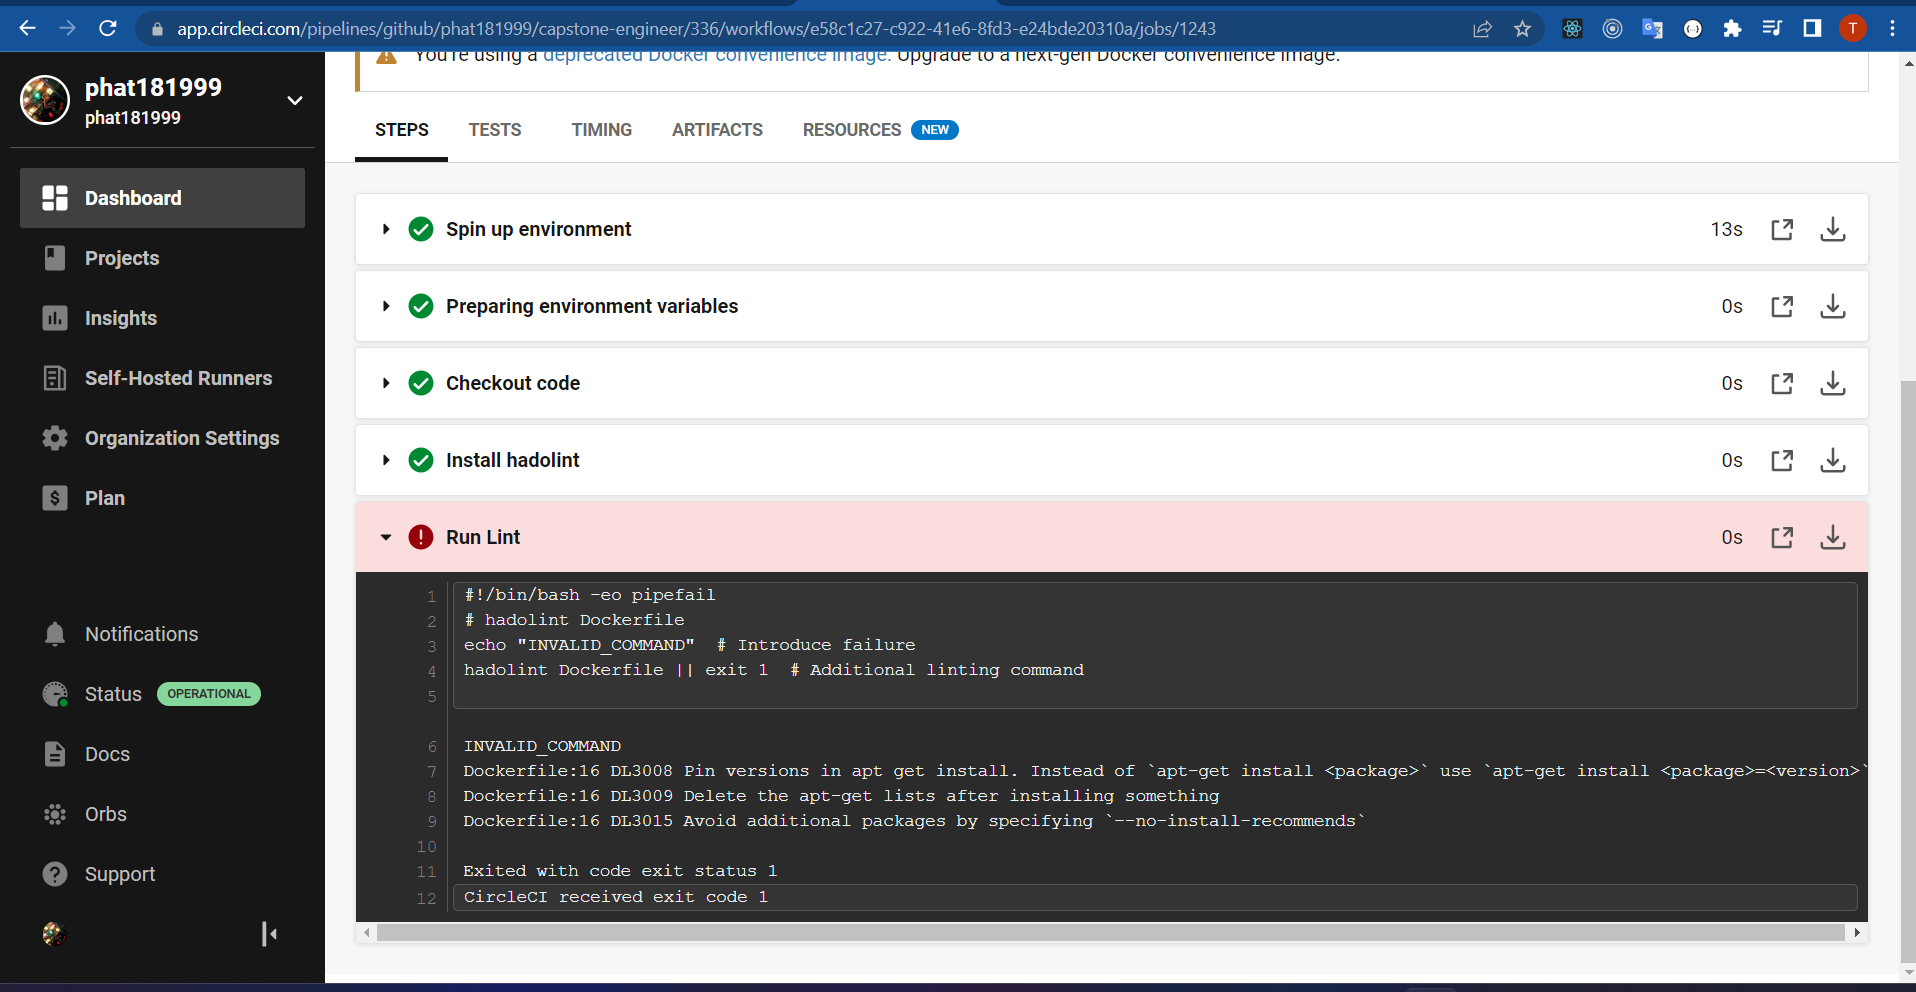 app.circleci.com/pipelines/github/phat181999/capstone-engineer/336/workflows/e58c1c27-c922-41e6-8fd3-e24bde20310a/jobs/1243
T
phat181999
phat181999
Dashboard
Projects
Insights
Self-Hosted Runners
Organization Settings
Plan
Notifications
Status OPERATIONAL
Docs
Orbs
Support
You're using a deprecated Docker convenience image. Upgrade to a next-gen Docker convenience image.
STEPS TESTS TIMING ARTIFACTS RESOURCES NEW
Spin up environment 13s
Preparing environment variables 0s
Checkout code 0s
Install hadolint 0s
Run Lint 0s
1 #!/bin/bash -eo pipefail
2 # hadolint Dockerfile
3 echo "INVALID_COMMAND"  # Introduce failure
4 hadolint Dockerfile || exit 1  # Additional linting command
5
6 INVALID_COMMAND
7 Dockerfile:16 DL3008 Pin versions in apt get install. Instead of `apt-get install <package>` use `apt-get install <package>=<version>`
8 Dockerfile:16 DL3009 Delete the apt-get lists after installing something
9 Dockerfile:16 DL3015 Avoid additional packages by specifying `--no-install-recommends`
10
11 Exited with code exit status 1
12 CircleCI received exit code 1